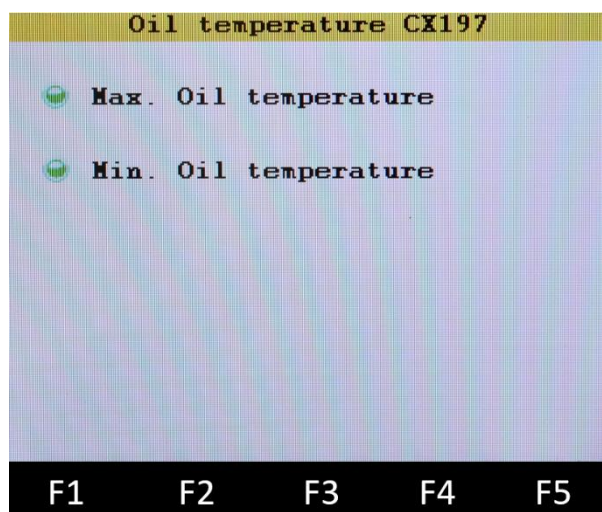 Oil temperature CX197
Max. Oil temperature
Min. Oil temperature
F1 F2 F3 F4 F5